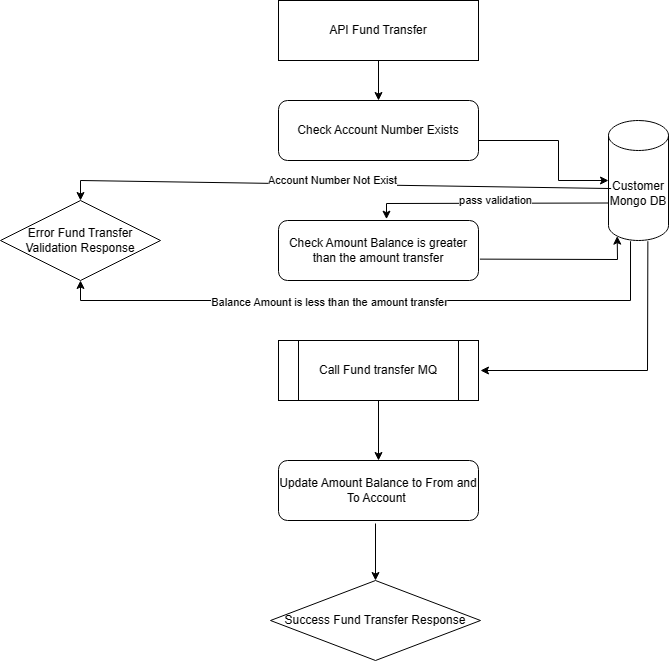 API Fund Transfer
Check Account Number Exists
Account Number Not Exist
Customer
Mongo DB
pass validation
Error Fund Transfer
Validation Response
Check Amount Balance is greater
than the amount transfer
Balance Amount is less than the amount transfer
Call Fund transfer MQ
Update Amount Balance to From and
To Account
Success Fund Transfer Response